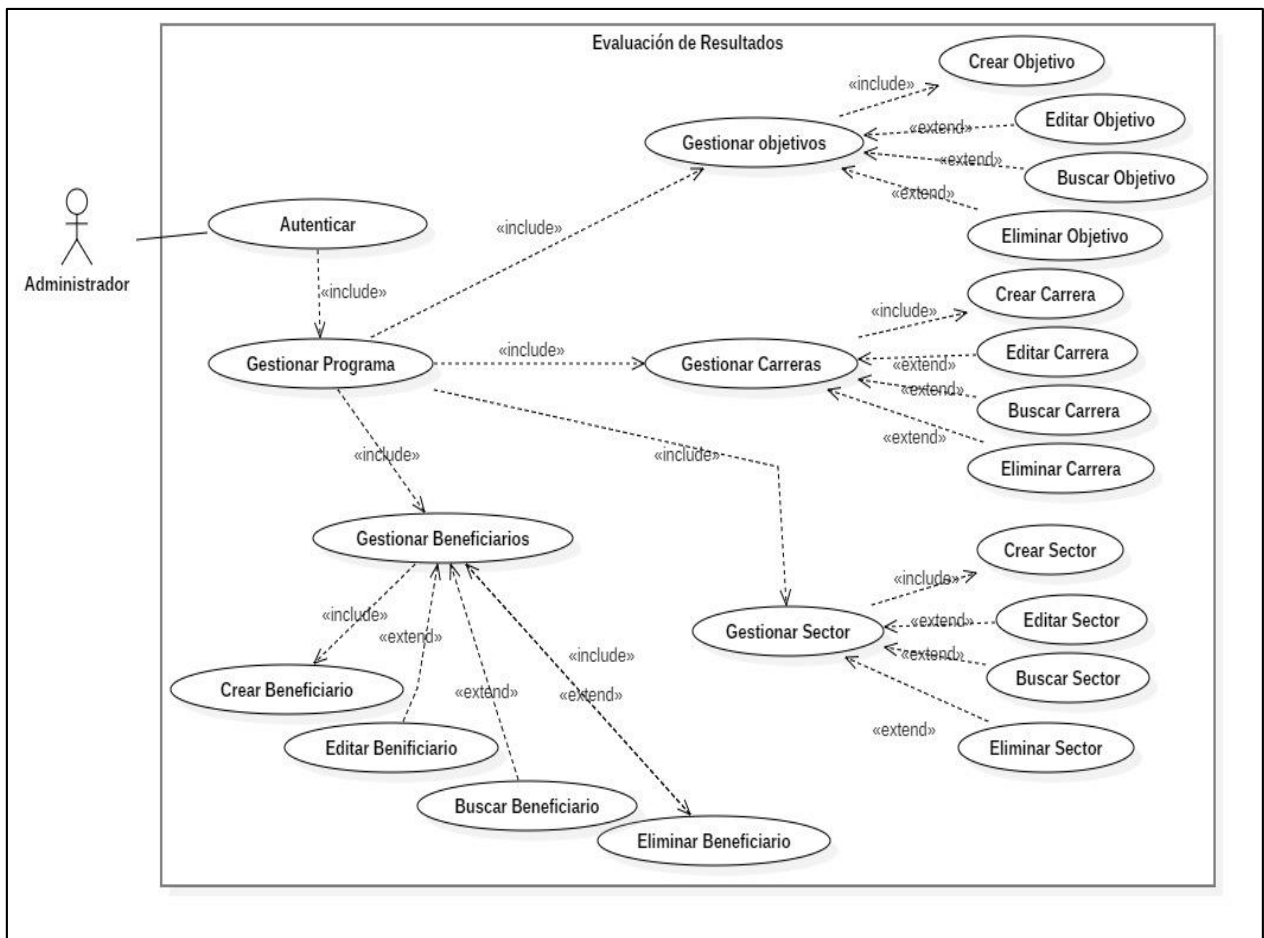 Evaluación de Resultados
Crear Objetivo
«include»
Editar Objetivo
«extend»
Gestionar objetivos
«extend»
Buscar Objetivo
«extend»
Eliminar Objetivo
Autenticar
«include»
Administrador
«include»
Crear Carrera
«include»
Editar Carrera
«extend»
Gestionar Programa
«include»
Gestionar Carreras
«extend»
Buscar Carrera
«extend»
Eliminar Carrera
«include»
«include»
Gestionar Beneficiarios
Crear Sector
«include»
Editar Sector
«extend»
Gestionar Sector
«extend»
Buscar Sector
«extend»
Eliminar Sector
«include»
«extend»
«include»
Crear Beneficiario
«extend»
«extend»
Editar Benificiario
Buscar Beneficiario
Eliminar Beneficiario